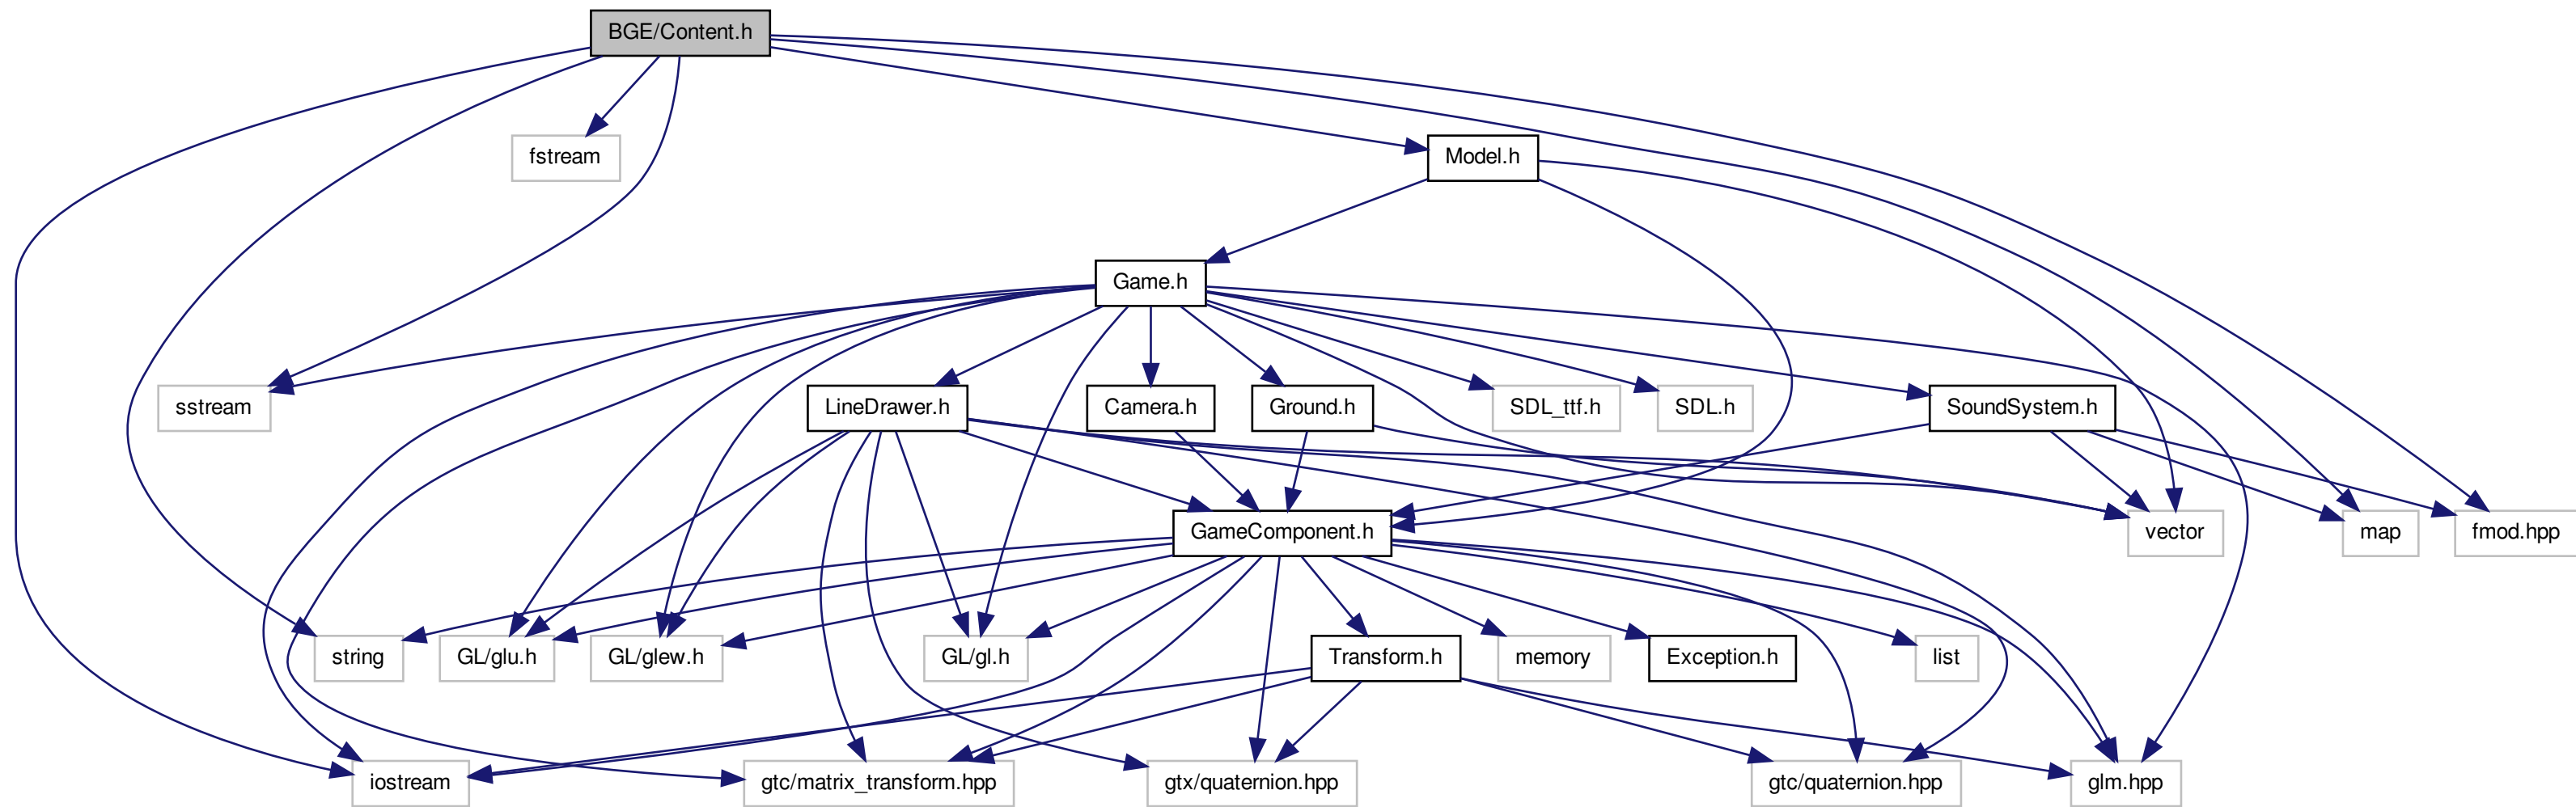 BGE/Content.h
fstream
Model.h
Game.h
sstream
LineDrawer.h
Camera.h
Ground.h
SDL_ttf.h
SDL.h
SoundSystem.h
GameComponent.h
vector
map
fmod.hpp
string
GL/glu.h
GL/glew.h
GL/gl.h
Transform.h
memory
Exception.h
list
iostream
gtc/matrix_transform.hpp
gtx/quaternion.hpp
gtc/quaternion.hpp
glm.hpp